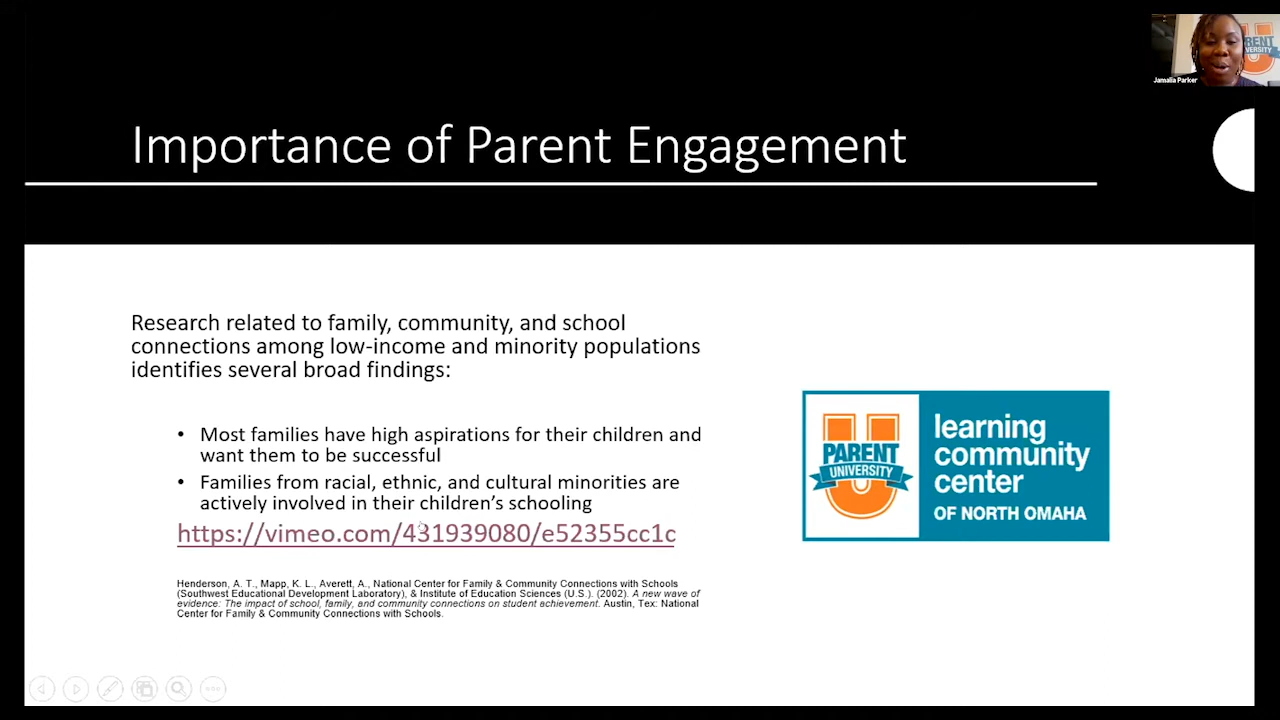 Jamalia Parker
Importance of Parent Engagement
Research related to family, community, and school
connections among low-income and minority populations
identifies several broad findings:
• Most families have high aspirations for their children and
want them to be successful
• Families from racial, ethnic, and cultural minorities are
actively involved in their children's schooling
https://vimeo.com/431939080/e52355cc1c
Henderson, A. T., Mapp, K. L., Averett, A., National Center for Family & Community Connections with Schools
(Southwest Educational Development Laboratory), & Institute of Education Sciences (U.S.). (2002). A new wave of
evidence: The impact of school, family, and community connections on student achievement. Austin, Tex: National
Center for Family & Community Connections with Schools.
PARENT
UNIVERSITY
learning
community
center
OF NORTH OMAHA